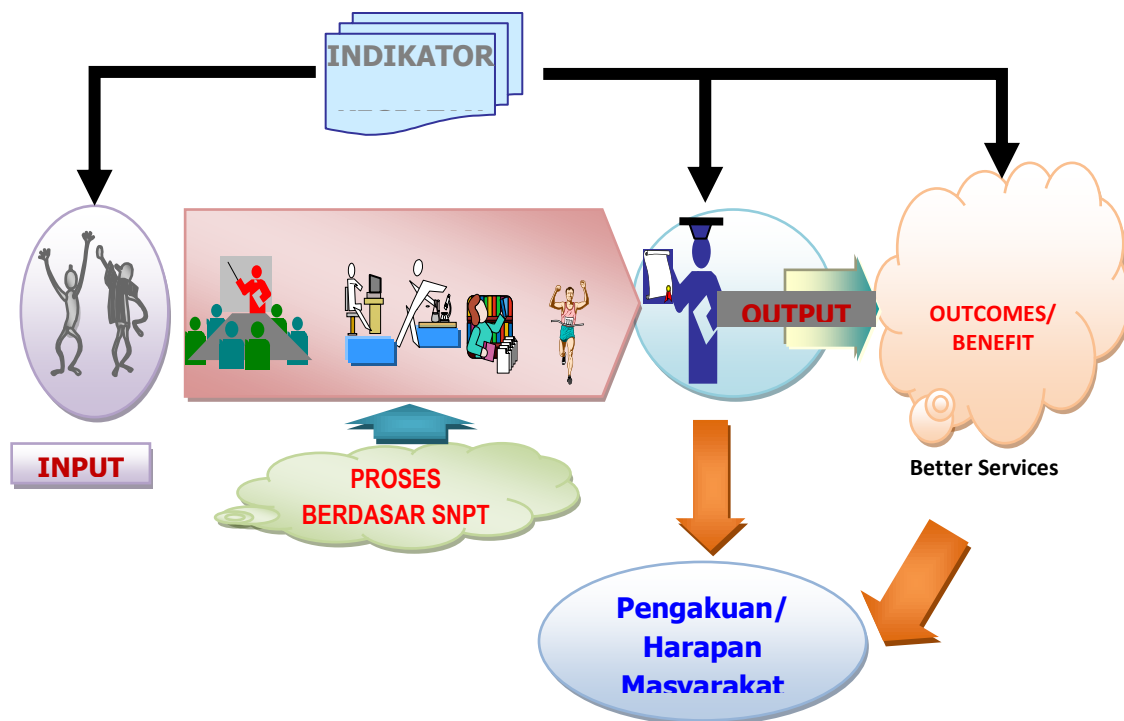 INDIKATOR
INPUT
PROSES
BERDASAR SNPT
OUTPUT
OUTCOMES/
BENEFIT
Better Services
Pengakuan/
Harapan
Masyarakat